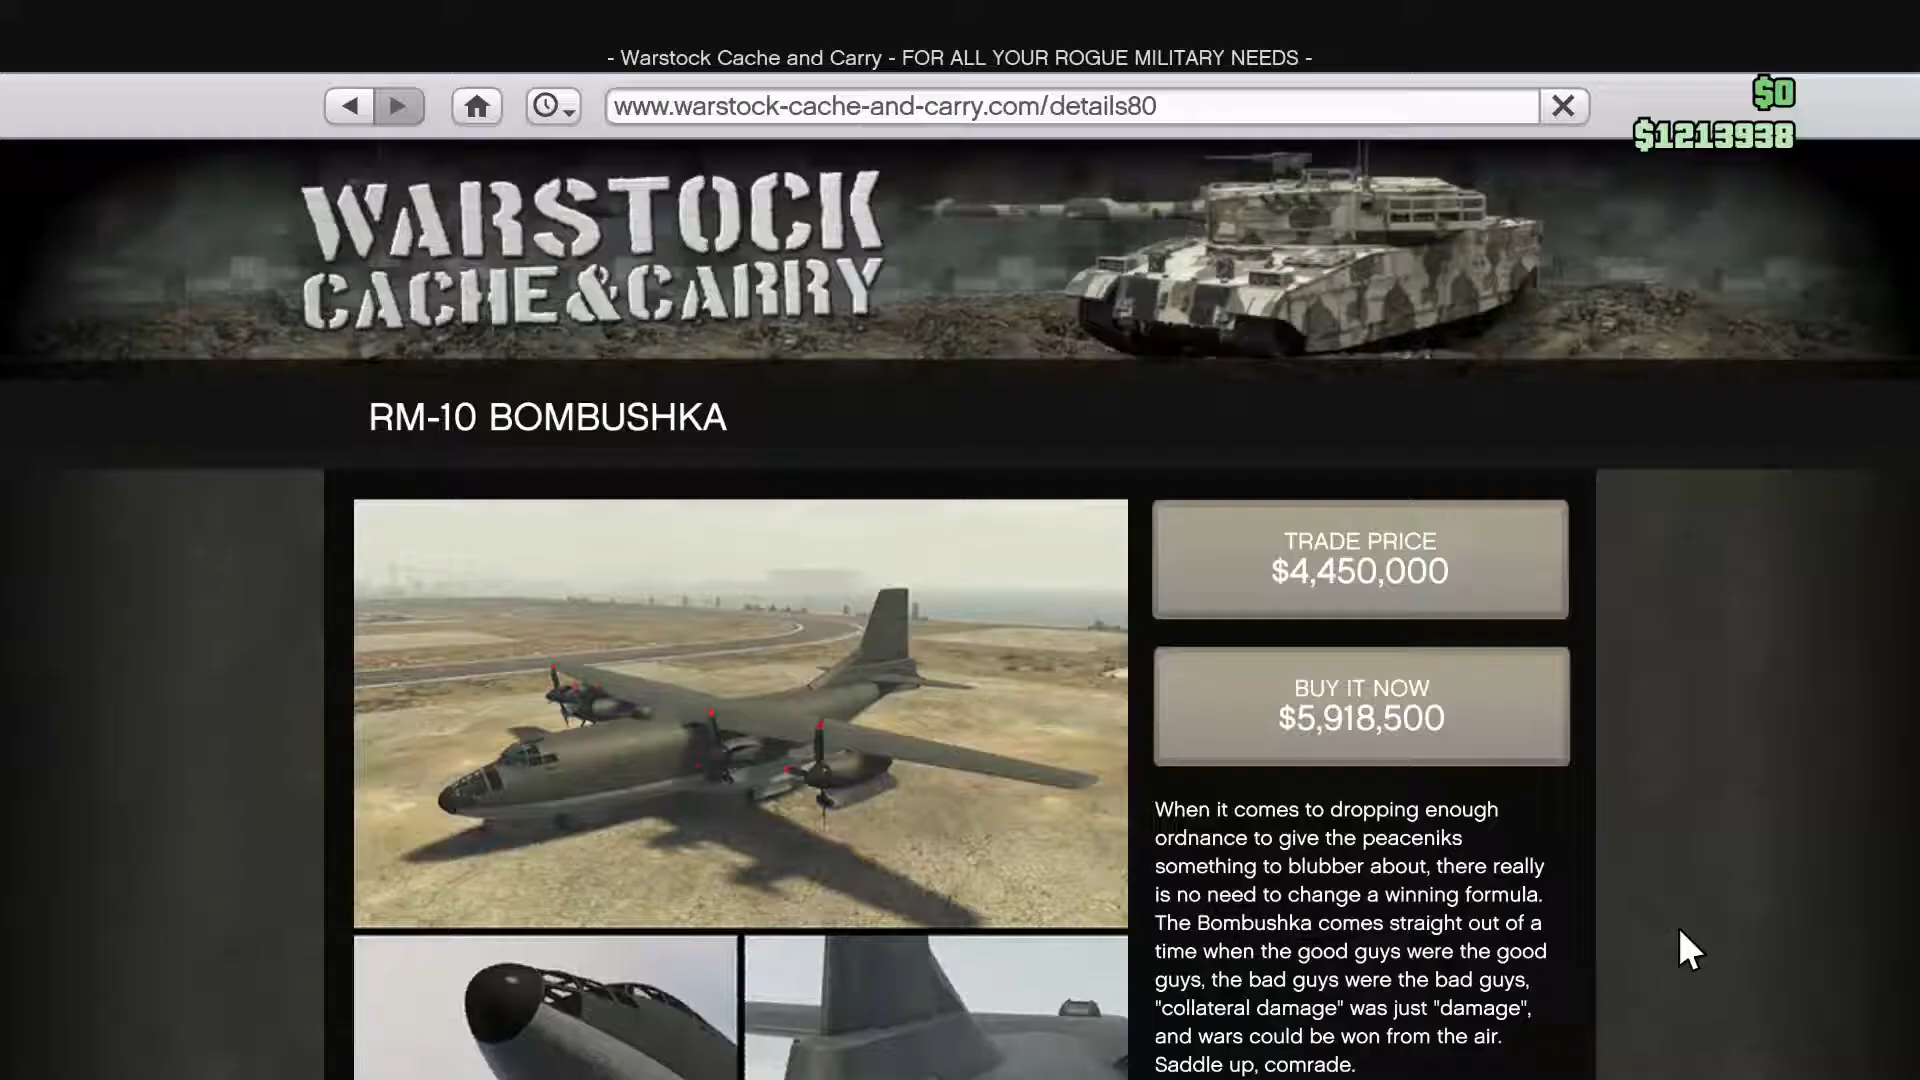 - Warstock Cache and Carry - FOR ALL YOUR ROGUE MILITARY NEEDS -
www.warstock-cache-and-carry.com/details80
$0
$1213938
WARSTOCK
CACHE&CARRY
RM-10 BOMBUSHKA
TRADE PRICE
$4,450,000
BUY IT NOW
$5,918,500
When it comes to dropping enough
ordnance to give the peaceniks
something to blubber about, there really
is no need to change a winning formula.
The Bombushka comes straight out of a
time when the good guys were the good
guys, the bad guys were the bad guys,
"collateral damage" was just "damage",
and wars could be won from the air.
Saddle up, comrade.